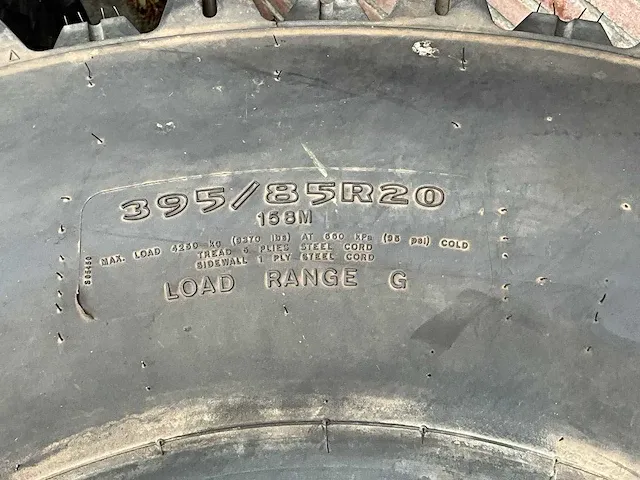 395/85R20
158M
MAX. LOAD 4250 KG (9370 lbs) AT 660 KPa (95 psi) COLD
TREAD 5 PLIES STEEL CORD
SIDEWALL 1 PLY STEEL CORD
LOAD RANGE G